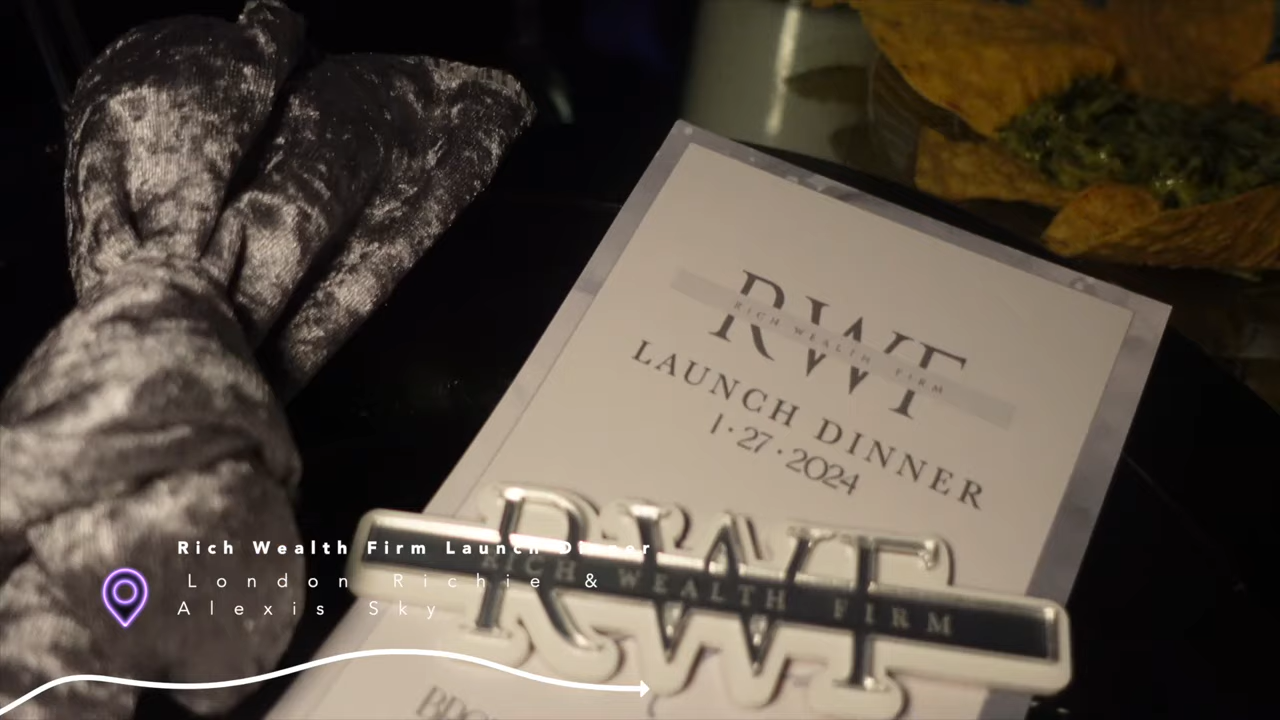 RWF
RICH WEALTH FIRM
LAUNCH DINNER
1·27·2024
RWF
RICH WEALTH FIRM
Rich Wealth Firm Launch Dinner
London Richie &
Alexis Sky